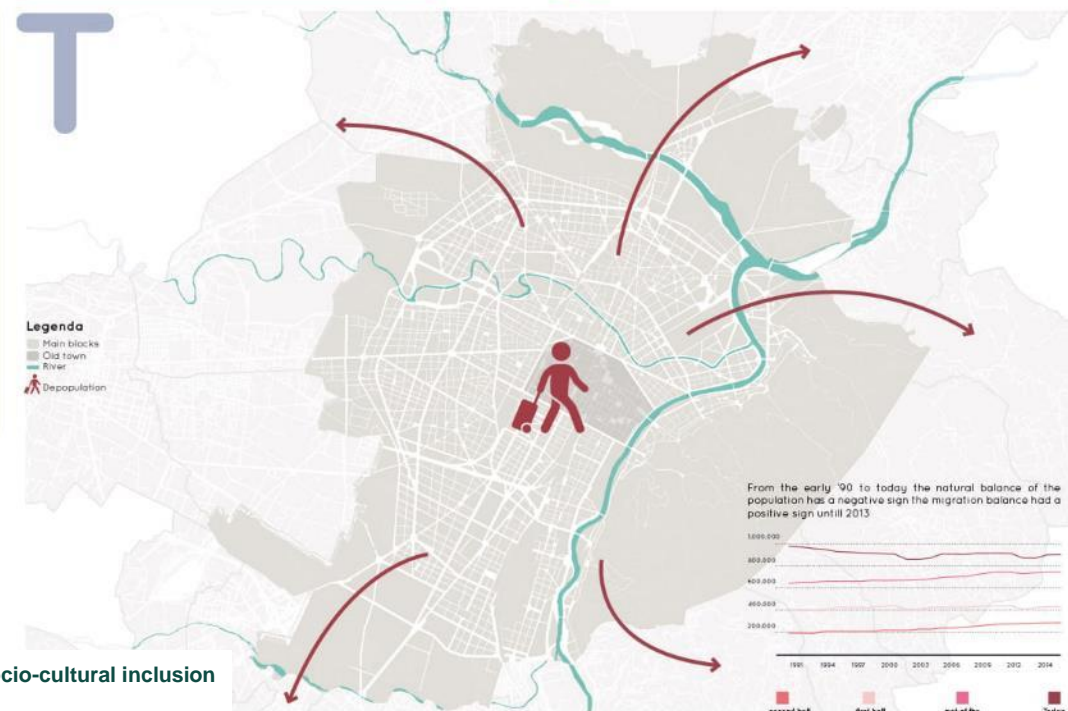 T
Legenda
Main blocks
Old town
River
Depopulation
From the early '90 to today the natural balance of the
population has a negative sign the migration balance had a
positive sign untill 2013
1.000.000
800.000
600.000
400.000
200.000
1991 1994 1997 2000 2003 2006 2009 2012 2014
cio-cultural inclusion